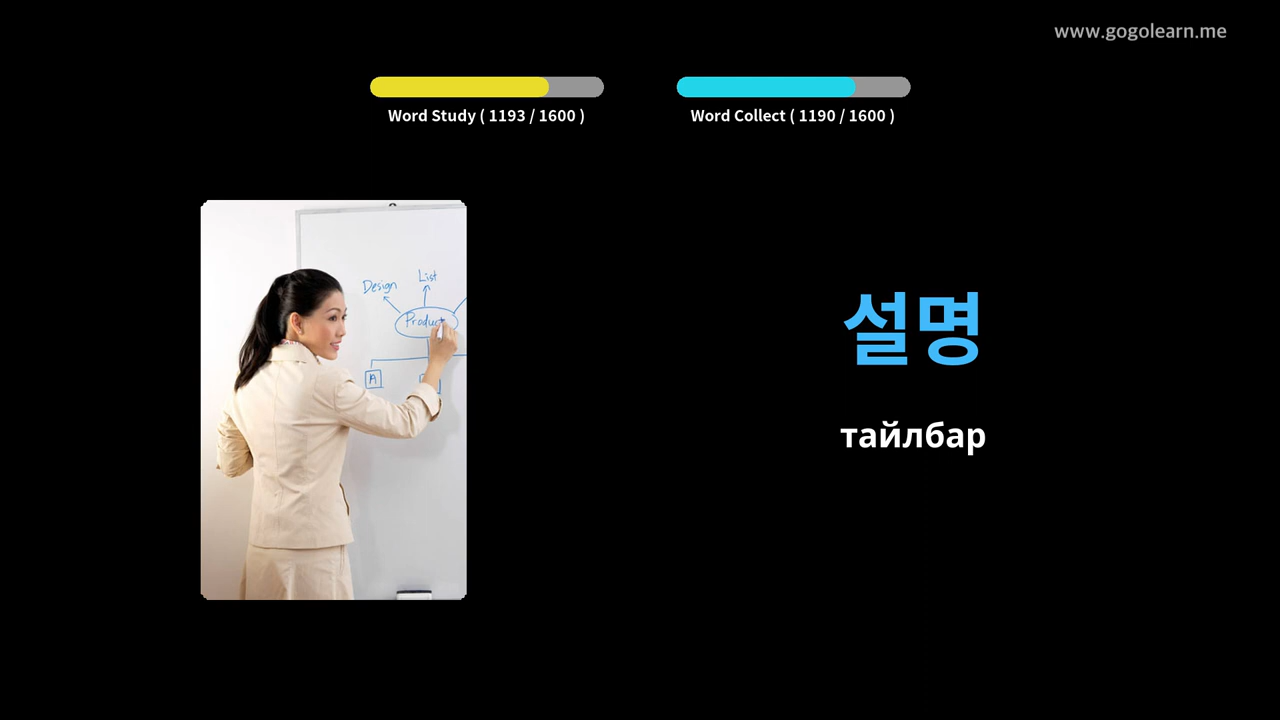 www.gogolearn.me
Word Study ( 1193 / 1600 )
Word Collect ( 1190 / 1600 )
Design
List
Product
A
설명
тайлбар